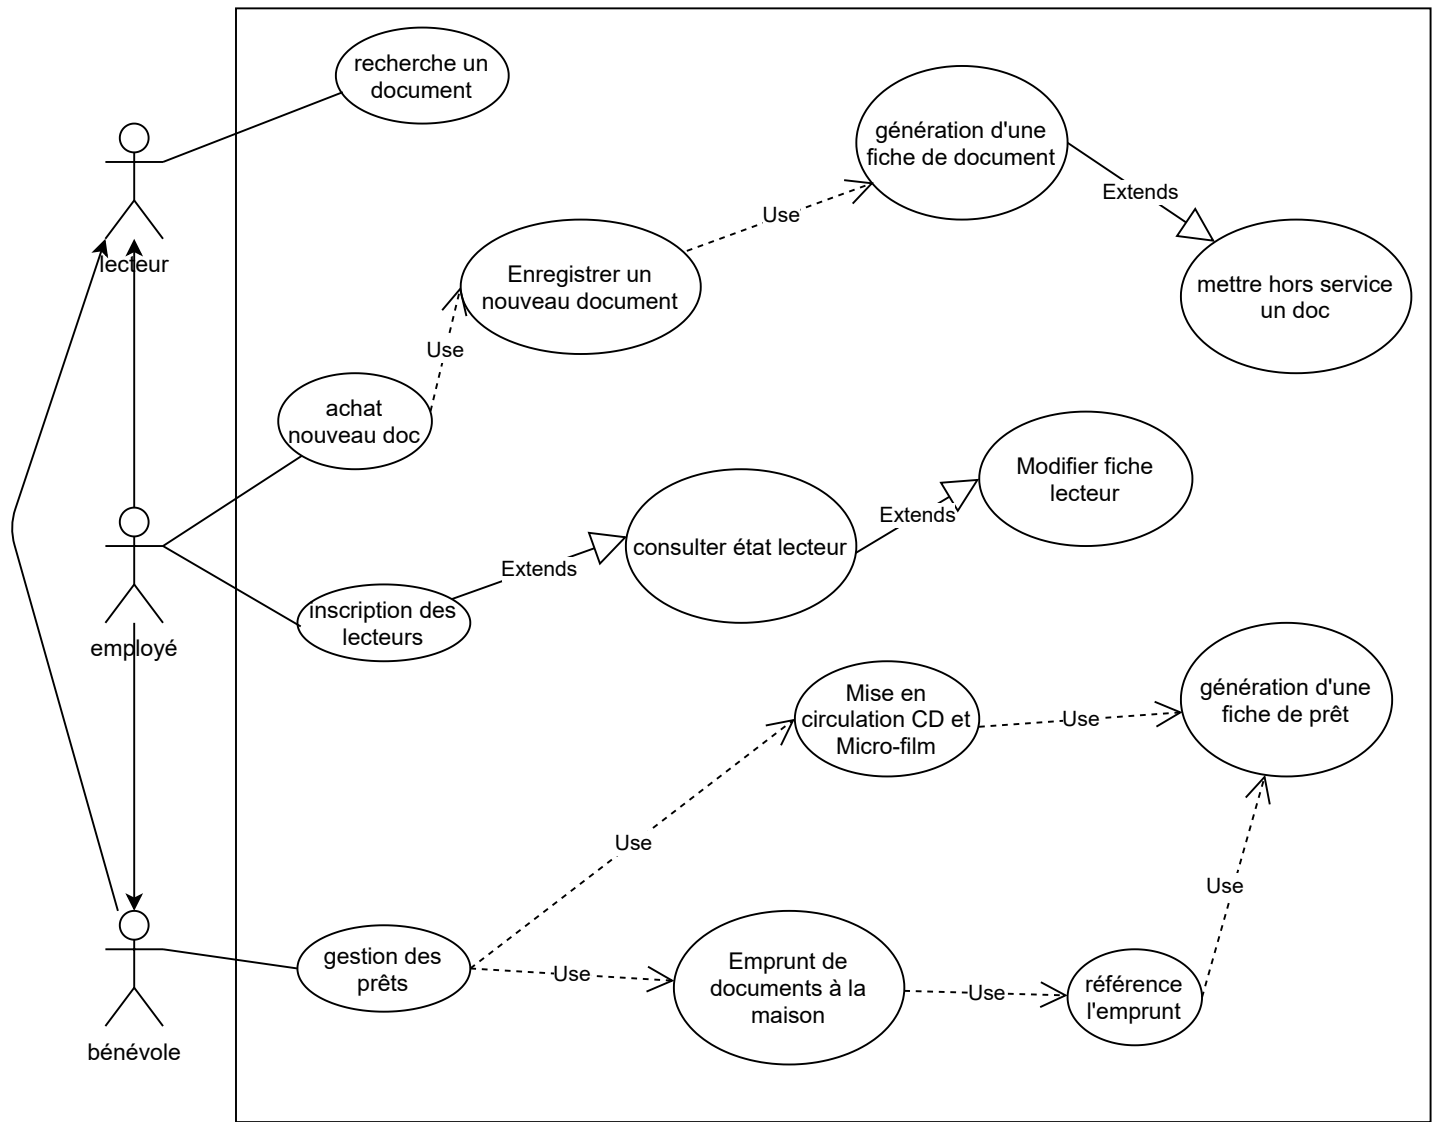 recherche un
document
génération d'une
fiche de document
Extends
Use
lecteur
Enregistrer un
nouveau document
mettre hors service
un doc
Use
achat
nouveau doc
Modifier fiche
lecteur
Extends
consulter état lecteur
Extends
inscription des
lecteurs
employé
génération d'une
fiche de prêt
Mise en
circulation CD et
Micro-film
Use
Use
Use
gestion des
prêts
Use
Emprunt de
documents à la
maison
Use
référence
l'emprunt
bénévole